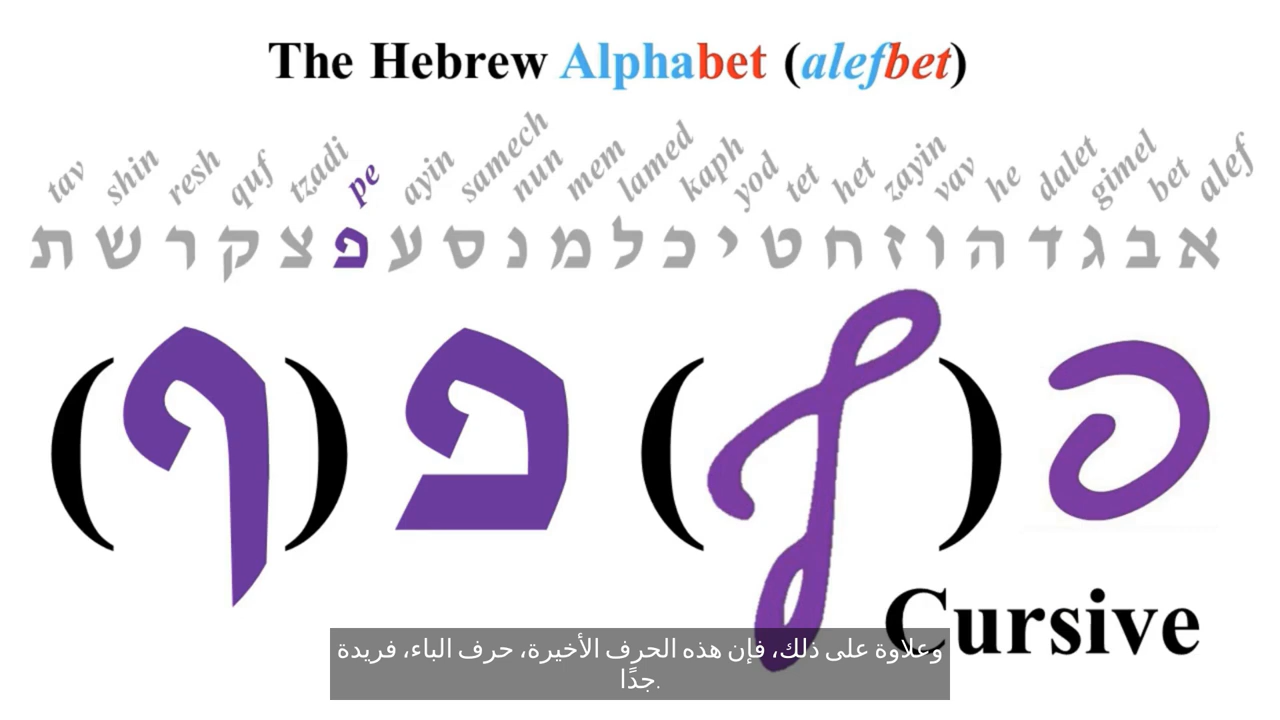 The Hebrew Alphabet (alefbet)
tav shin resh quf tzadi pe ayin samech nun mem lamed kaph yod tet het zayin vav he dalet gimel bet alef
א ב ג ד ה ו ז ח ט י כ ל מ נ ס ע פ צ ק ר ש ת
(ף) פ (ף) פ
Cursive
وعلاوة على ذلك، فإن هذه الحرف الأخيرة، حرف الباء، فريدة
جدًا.